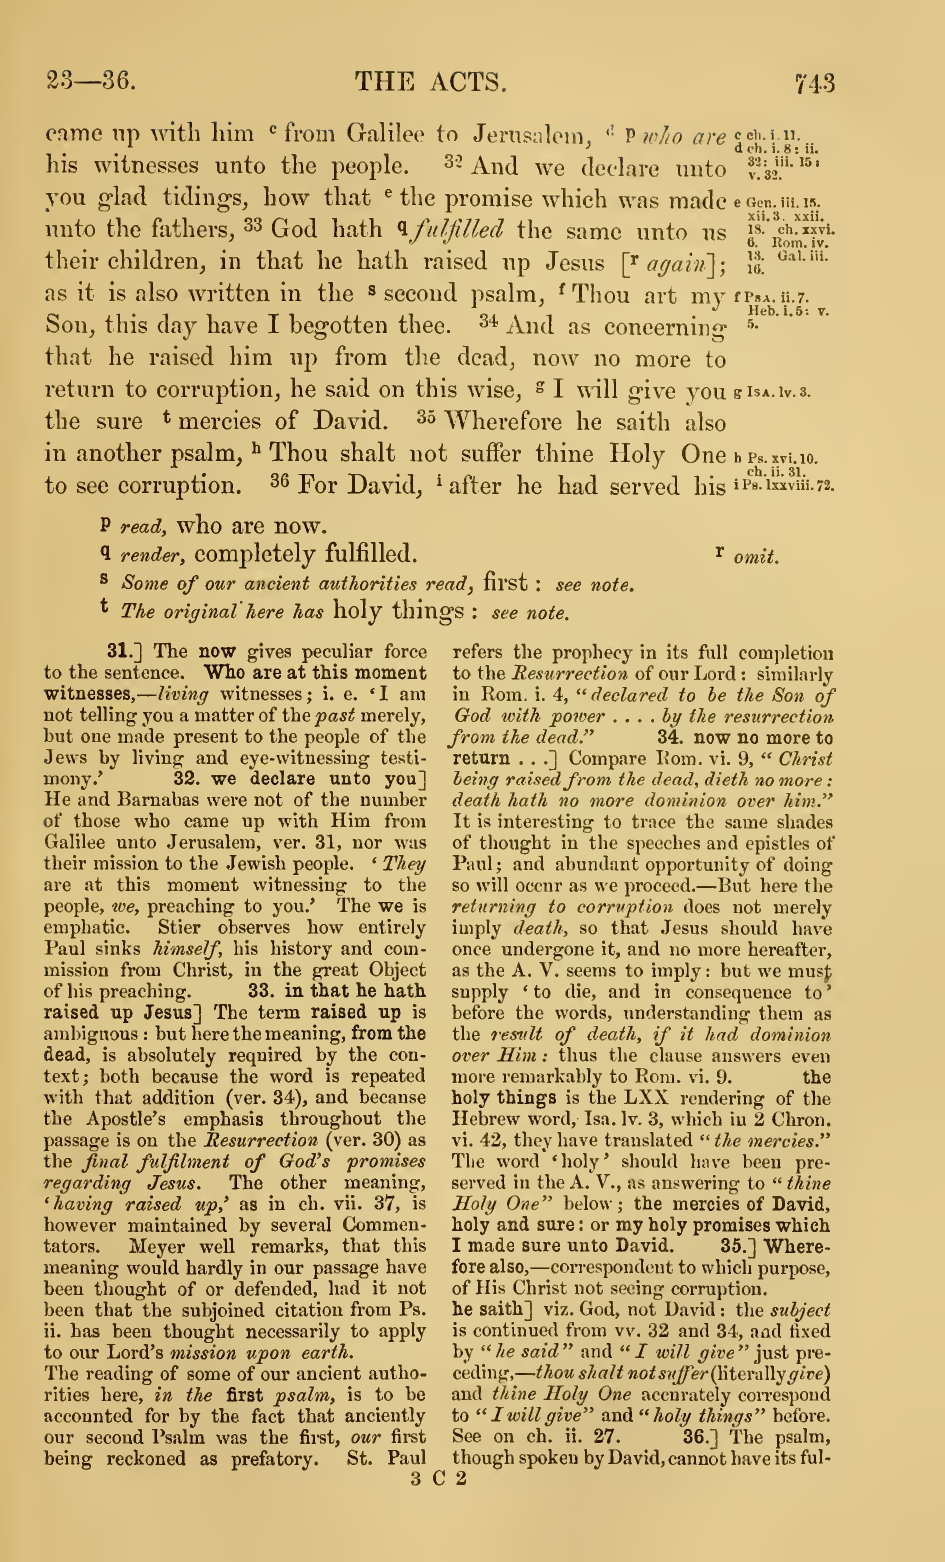 23—36.
THE ACTS.
743
came up with him c from Galilee to Jerusalem, d p who are
his witnesses unto the people. 32 And we declare unto
you glad tidings, how that e the promise which was made
unto the fathers, 33 God hath q fulfilled the same unto us
their children, in that he hath raised up Jesus [r again];
as it is also written in the s second psalm, f Thou art my
Son, this day have I begotten thee. 34 And as concerning
that he raised him up from the dead, now no more to
return to corruption, he said on this wise, g I will give you
the sure t mercies of David. 35 Wherefore he saith also
in another psalm, h Thou shalt not suffer thine Holy One
to see corruption. 36 For David, i after he had served his
c ch. i. 11.
d ch. i. 8: ii.
32: iii. 15:
v. 32.
e Gen. iii. 15.
xii. 3. xxii.
18. ch. xxvi.
6. Rom. iv.
13. Gal. iii.
16.
f PSA. ii. 7.
Heb. i. 5: v.
5.
g ISA. lv. 3.
h Ps. xvi. 10.
ch. ii. 31.
i Ps. lxxviii. 72.
p read, who are now.
q render, completely fulfilled.
r omit.
s Some of our ancient authorities read, first : see note.
t The original here has holy things : see note.
31.] The now gives peculiar force
to the sentence. Who are at this moment
witnesses,—living witnesses; i. e. 'I am
not telling you a matter of the past merely,
but one made present to the people of the
Jews by living and eye-witnessing testi-
mony.' 32. we declare unto you]
He and Barnabas were not of the number
of those who came up with Him from
Galilee unto Jerusalem, ver. 31, nor was
their mission to the Jewish people. 'They
are at this moment witnessing to the
people, we, preaching to you.' The we is
emphatic. Stier observes how entirely
Paul sinks himself, his history and com-
mission from Christ, in the great Object
of his preaching. 33. in that he hath
raised up Jesus] The term raised up is
ambiguous: but here the meaning, from the
dead, is absolutely required by the con-
text; both because the word is repeated
with that addition (ver. 34), and because
the Apostle's emphasis throughout the
passage is on the Resurrection (ver. 30) as
the final fulfilment of God's promises
regarding Jesus. The other meaning,
'having raised up,' as in ch. vii. 37, is
however maintained by several Commen-
tators. Meyer well remarks, that this
meaning would hardly in our passage have
been thought of or defended, had it not
been that the subjoined citation from Ps.
ii. has been thought necessarily to apply
to our Lord's mission upon earth.
The reading of some of our ancient autho-
rities here, in the first psalm, is to be
accounted for by the fact that anciently
our second Psalm was the first, our first
being reckoned as prefatory. St. Paul
refers the prophecy in its full completion
to the Resurrection of our Lord: similarly
in Rom. i. 4, "declared to be the Son of
God with power .... by the resurrection
from the dead." 34. now no more to
return . . .] Compare Rom. vi. 9, "Christ
being raised from the dead, dieth no more:
death hath no more dominion over him."
It is interesting to trace the same shades
of thought in the speeches and epistles of
Paul; and abundant opportunity of doing
so will occur as we proceed.—But here the
returning to corruption does not merely
imply death, so that Jesus should have
once undergone it, and no more hereafter,
as the A. V. seems to imply: but we must
supply 'to die, and in consequence to'
before the words, understanding them as
the result of death, if it had dominion
over Him: thus the clause answers even
more remarkably to Rom. vi. 9. the
holy things is the LXX rendering of the
Hebrew word, Isa. lv. 3, which in 2 Chron.
vi. 42, they have translated "the mercies."
The word 'holy' should have been pre-
served in the A. V., as answering to "thine
Holy One" below; the mercies of David,
holy and sure: or my holy promises which
I made sure unto David. 35.] Where-
fore also,—correspondent to which purpose,
of His Christ not seeing corruption.
he saith] viz. God, not David: the subject
is continued from vv. 32 and 34, and fixed
by "he said" and "I will give" just pre-
ceding,—thou shalt not suffer (literally give)
and thine Holy One accurately correspond
to "I will give" and "holy things" before.
See on ch. ii. 27. 36.] The psalm,
though spoken by David, cannot have its ful-
3 C 2